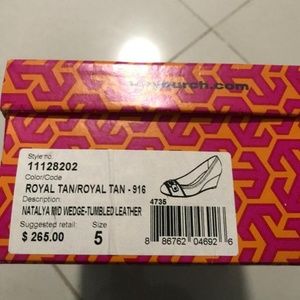 toryburch.com
Style no.
11128202
Color/Code
ROYAL TAN/ROYAL TAN - 916
Description:
NATALYA MID WEDGE-TUMBLED LEATHER
Suggested retail: Size
$ 265.00 5
4735
8 86762 04692 6